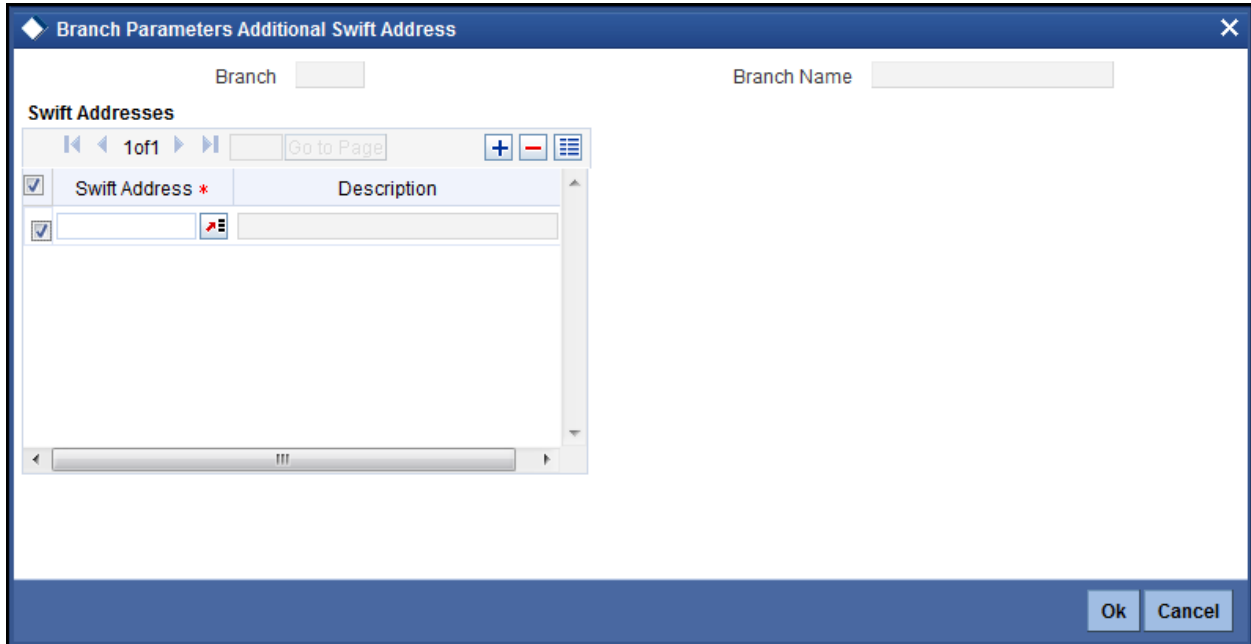 Branch Parameters Additional Swift Address
Branch Branch Name
Swift Addresses
1of1 Go to Page
Swift Address * Description
Ok Cancel